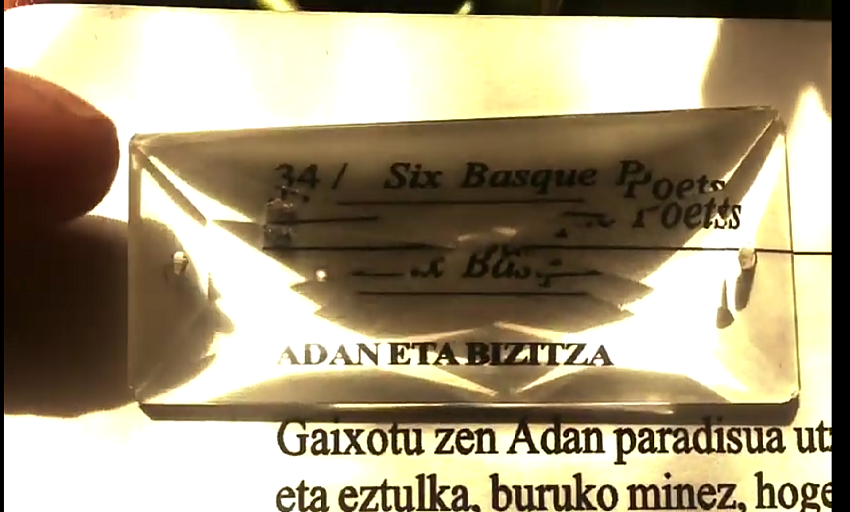 34 / Six Basque Poets
ADAN ETA BIZITZA
Gaixotu zen Adan paradisua
eta eztulka, buruko minez,